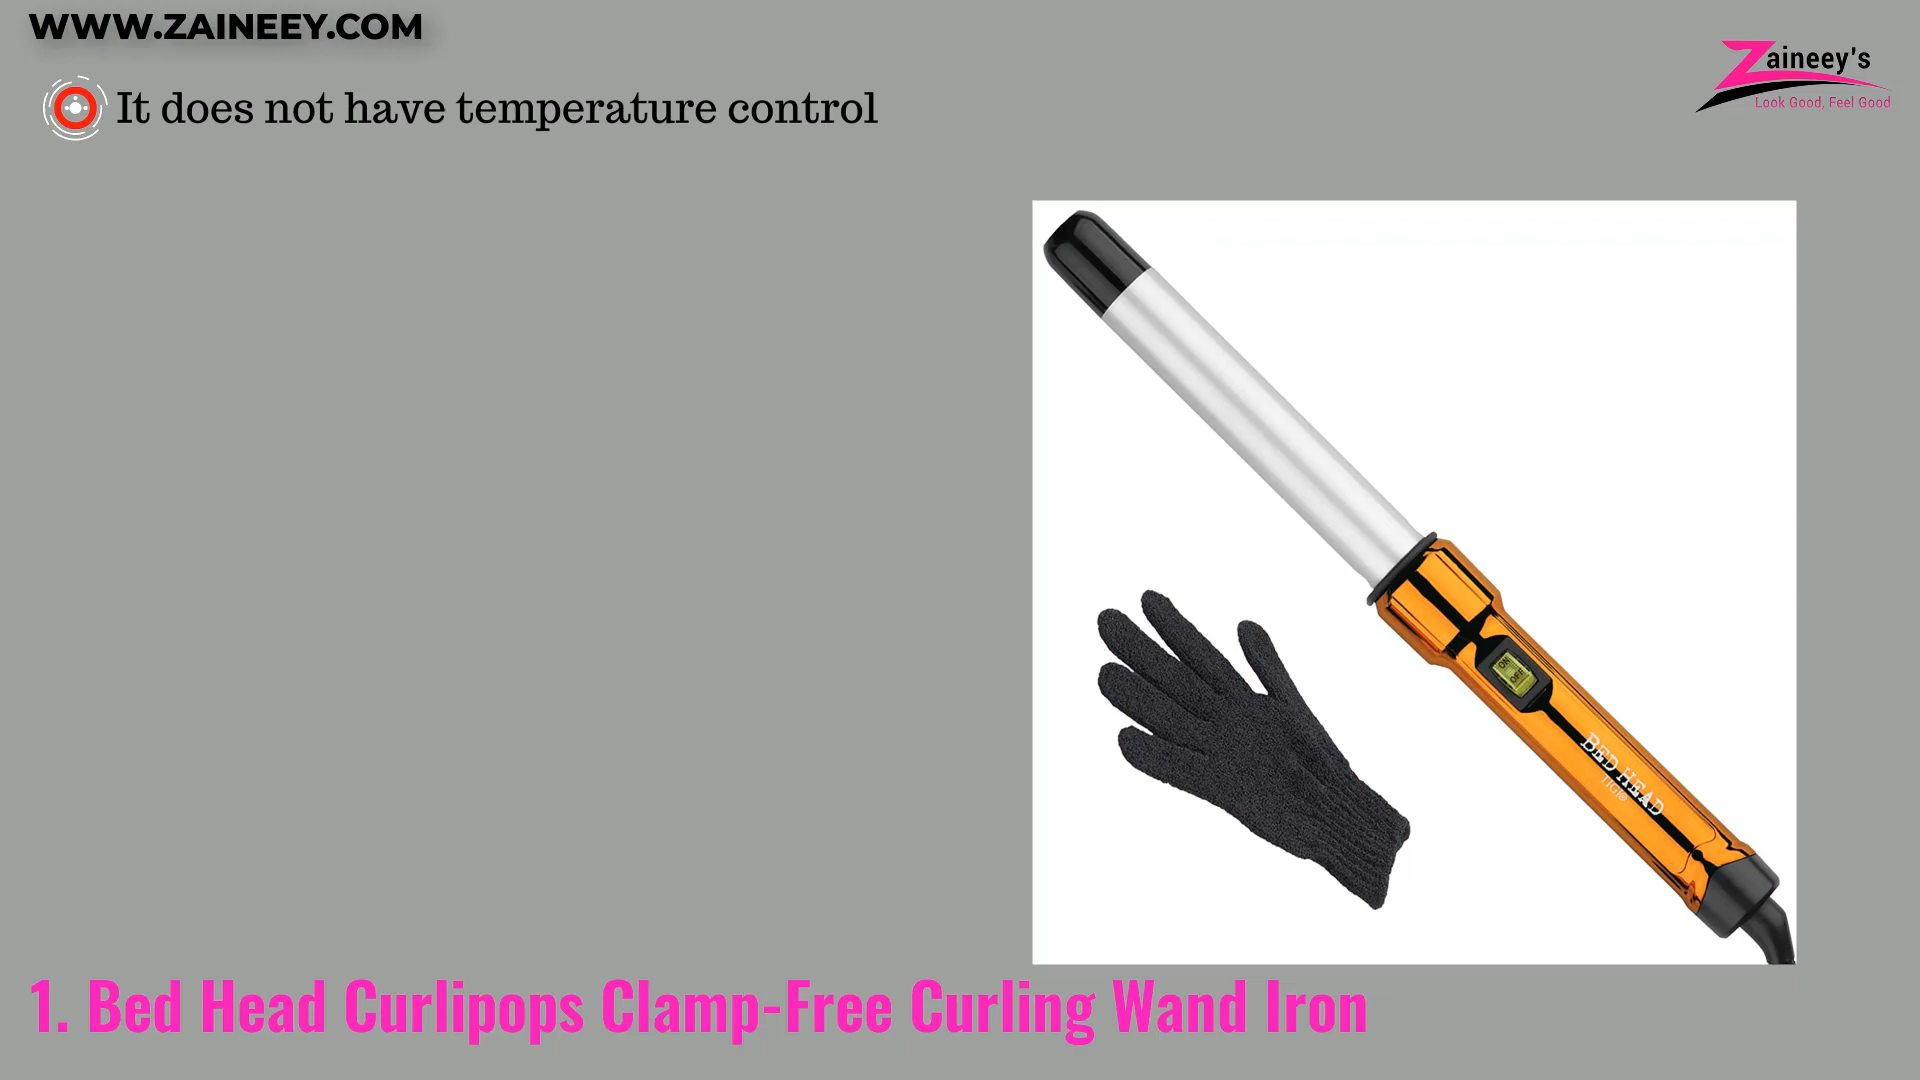 WWW.ZAINEEY.COM
Zaineey's
Look Good, Feel Good
It does not have temperature control
ON
OFF
BED HEAD
TIGI®
1. Bed Head Curlipops Clamp-Free Curling Wand Iron